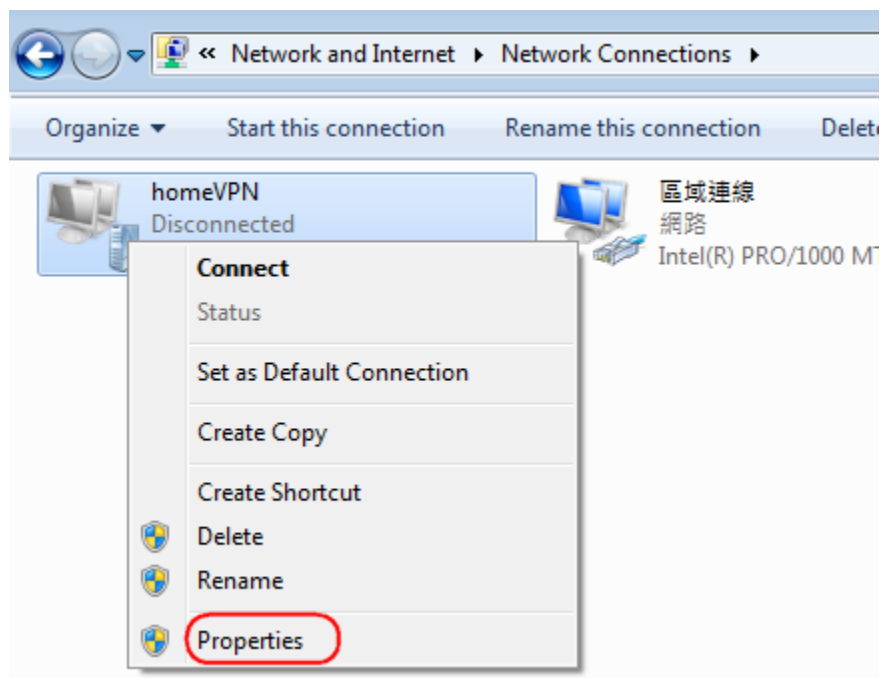 « Network and Internet Network Connections
Organize Start this connection Rename this connection Delet
homeVPN
Disconnected
區域連線
網路
Intel(R) PRO/1000 MT
Connect
Status
Set as Default Connection
Create Copy
Create Shortcut
Delete
Rename
Properties